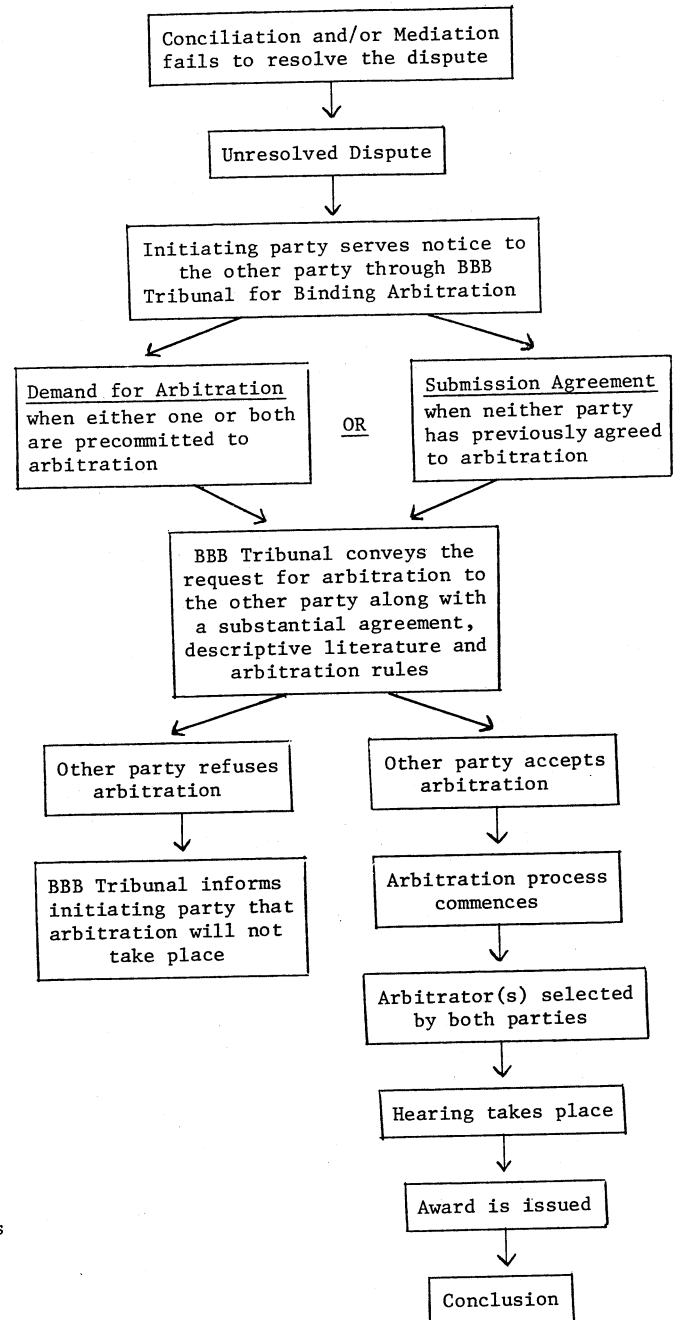 Conciliation and/or Mediation
fails to resolve the dispute
Unresolved Dispute
Initiating party serves notice to
the other party through BBB
Tribunal for Binding Arbitration
Demand for Arbitration
when either one or both
are precommitted to
arbitration
OR
Submission Agreement
when neither party
has previously agreed
to arbitration
BBB Tribunal conveys the
request for arbitration to
the other party along with
a substantial agreement,
descriptive literature and
arbitration rules
Other party refuses
arbitration
BBB Tribunal informs
initiating party that
arbitration will not
take place
Other party accepts
arbitration
Arbitration process
commences
Arbitrator(s) selected
by both parties
Hearing takes place
Award is issued
s
Conclusion